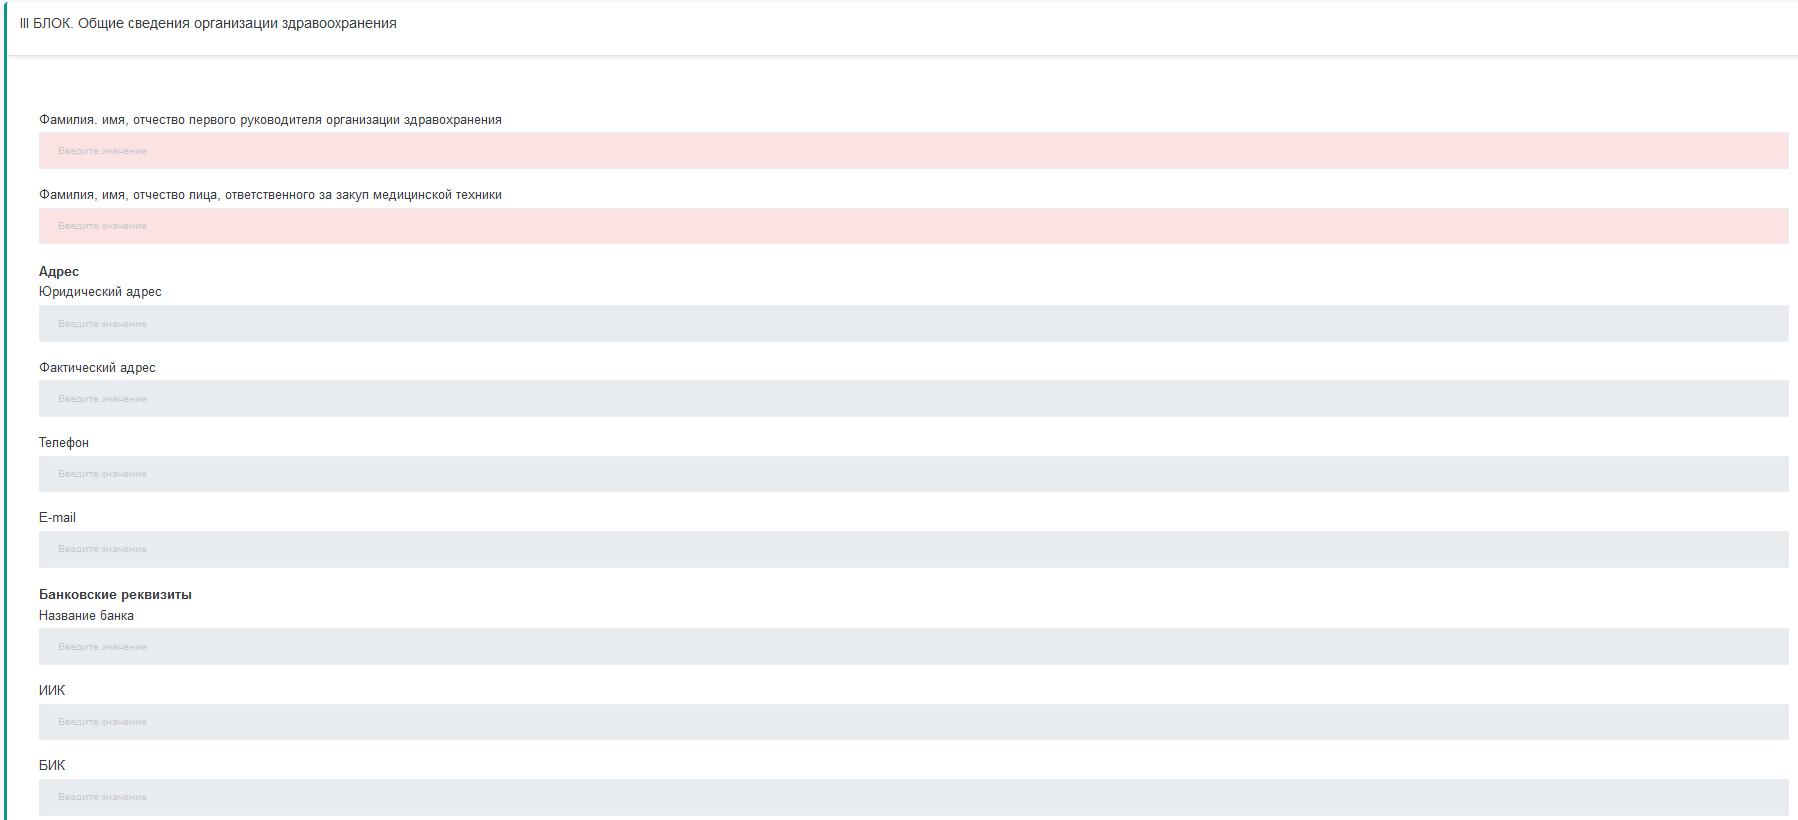 III БЛОК. Общие сведения организации здравоохранения
Фамилия. имя, отчество первого руководителя организации здравохранения
Введите значение
Фамилия, имя, отчество лица, ответственного за закуп медицинской техники
Введите значение
Адрес
Юридический адрес
Введите значение
Фактический адрес
Введите значение
Телефон
Введите значение
E-mail
Введите значение
Банковские реквизиты
Название банка
Введите значение
ИИК
Введите значение
БИК
Введите значение